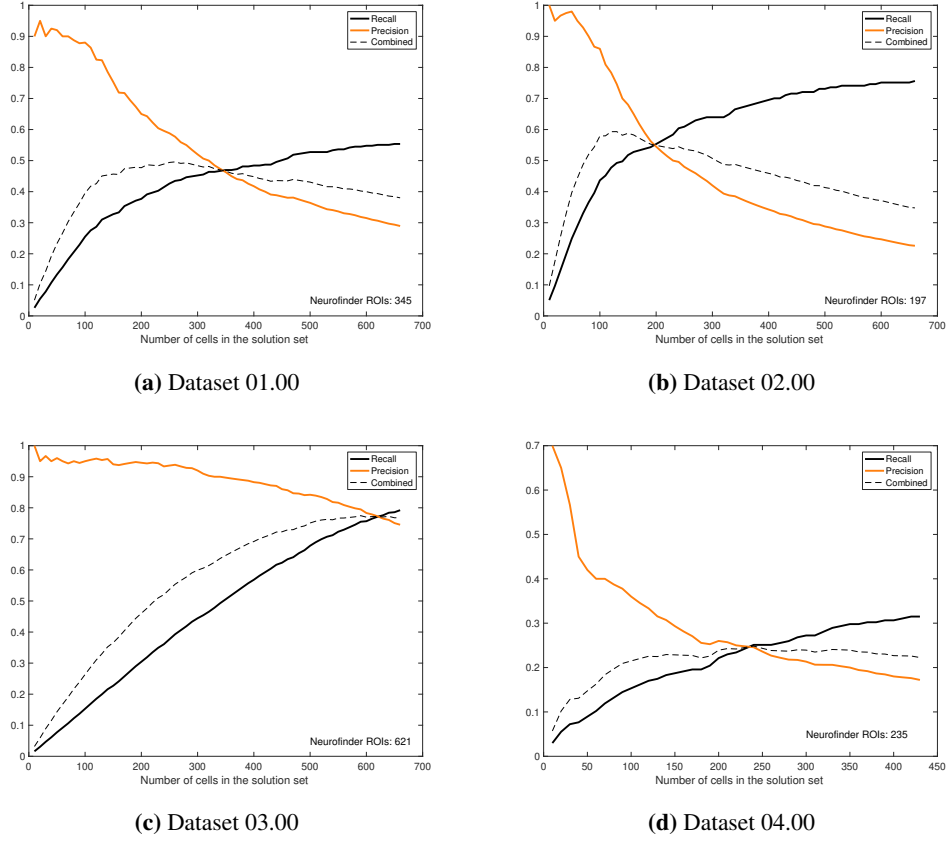 1
0.9
0.8
0.7
0.6
0.5
0.4
0.3
0.2
0.1
0
0 100 200 300 400 500 600 700
Recall
Precision
Combined
Neurofinder ROIs: 345
Number of cells in the solution set
(a) Dataset 01.00
1
0.9
0.8
0.7
0.6
0.5
0.4
0.3
0.2
0.1
0
0 100 200 300 400 500 600 700
Recall
Precision
Combined
Neurofinder ROIs: 197
Number of cells in the solution set
(b) Dataset 02.00
1
0.9
0.8
0.7
0.6
0.5
0.4
0.3
0.2
0.1
0
0 100 200 300 400 500 600 700
Recall
Precision
Combined
Neurofinder ROIs: 621
Number of cells in the solution set
(c) Dataset 03.00
0.7
0.6
0.5
0.4
0.3
0.2
0.1
0
0 50 100 150 200 250 300 350 400 450
Recall
Precision
Combined
Neurofinder ROIs: 235
Number of cells in the solution set
(d) Dataset 04.00